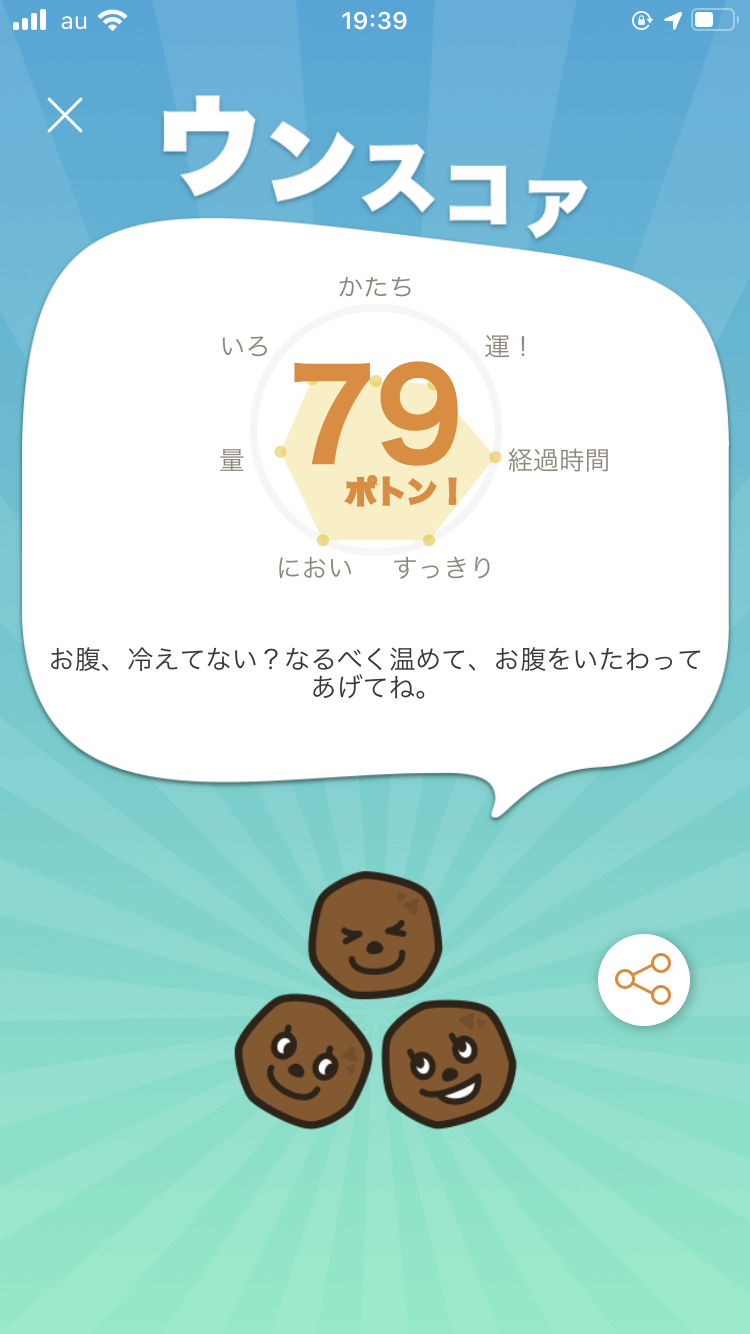 au
19:39
ウンスコア
かたち
いろ
運！
79
量
経過時間
ポトン！
におい
すっきり
お腹、冷えてない？なるべく温めて、お腹をいたわって
あげてね。